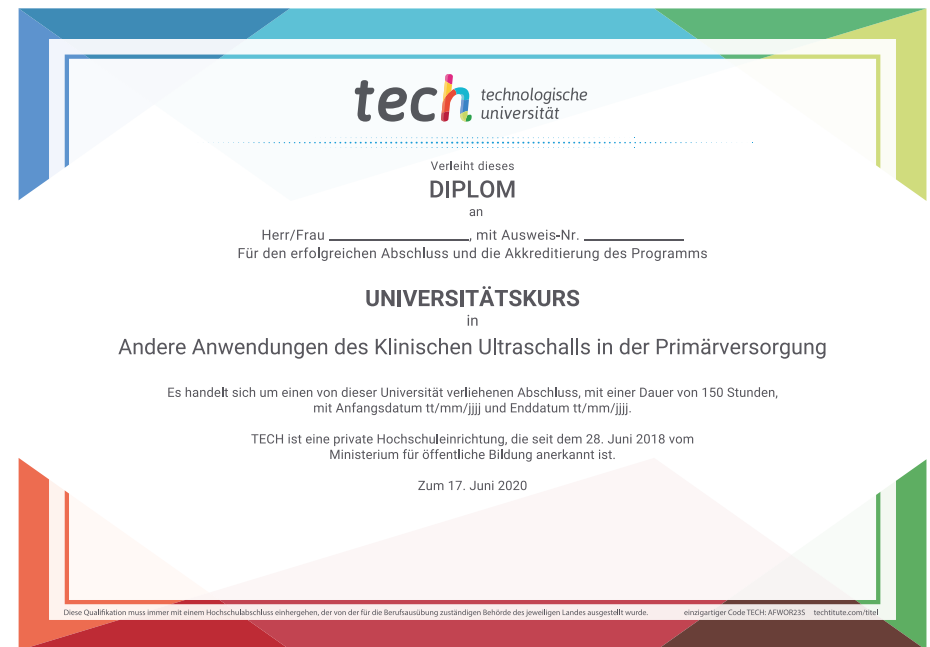 tech technologische
universität
Verleiht dieses
DIPLOM
an
Herr/Frau ____________, mit Ausweis-Nr. ____________
Für den erfolgreichen Abschluss und die Akkreditierung des Programms
UNIVERSITÄTSKURS
in
Andere Anwendungen des Klinischen Ultraschalls in der Primärversorgung
Es handelt sich um einen von dieser Universität verliehenen Abschluss, mit einer Dauer von 150 Stunden,
mit Anfangsdatum tt/mm/jjjj und Enddatum tt/mm/jjjj.
TECH ist eine private Hochschuleinrichtung, die seit dem 28. Juni 2018 vom
Ministerium für öffentliche Bildung anerkannt ist.
Zum 17. Juni 2020
Diese Qualifikation muss immer mit einem Hochschulabschluss einhergehen, der von der für die Berufsausübung zuständigen Behörde des jeweiligen Landes ausgestellt wurde. einzigartiger Code TECH: AFWOR23S techtitute.com/titel